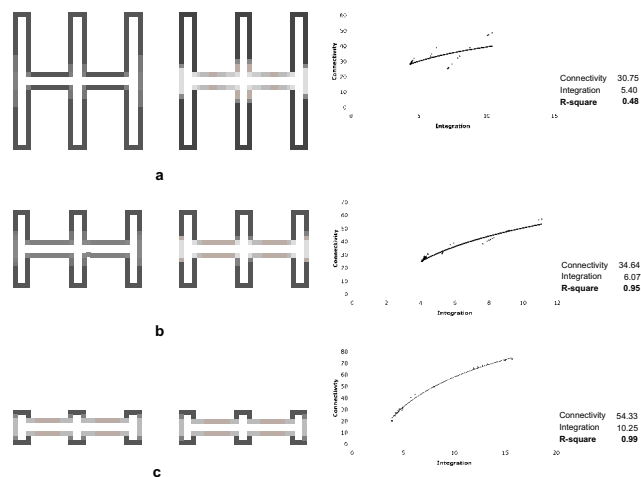 60
50
40
30
20
10
0
Connectivity
0
5
10
15
Integration
Connectivity 30.75
Integration 5.40
R-square 0.48
a
70
60
50
40
30
20
10
0
Connectivity
0
2
4
6
8
10
12
Integration
Connectivity 34.64
Integration 6.07
R-square 0.95
b
80
70
60
50
40
30
20
10
0
Connectivity
0
5
10
15
20
Integration
Connectivity 54.33
Integration 10.25
R-square 0.99
c